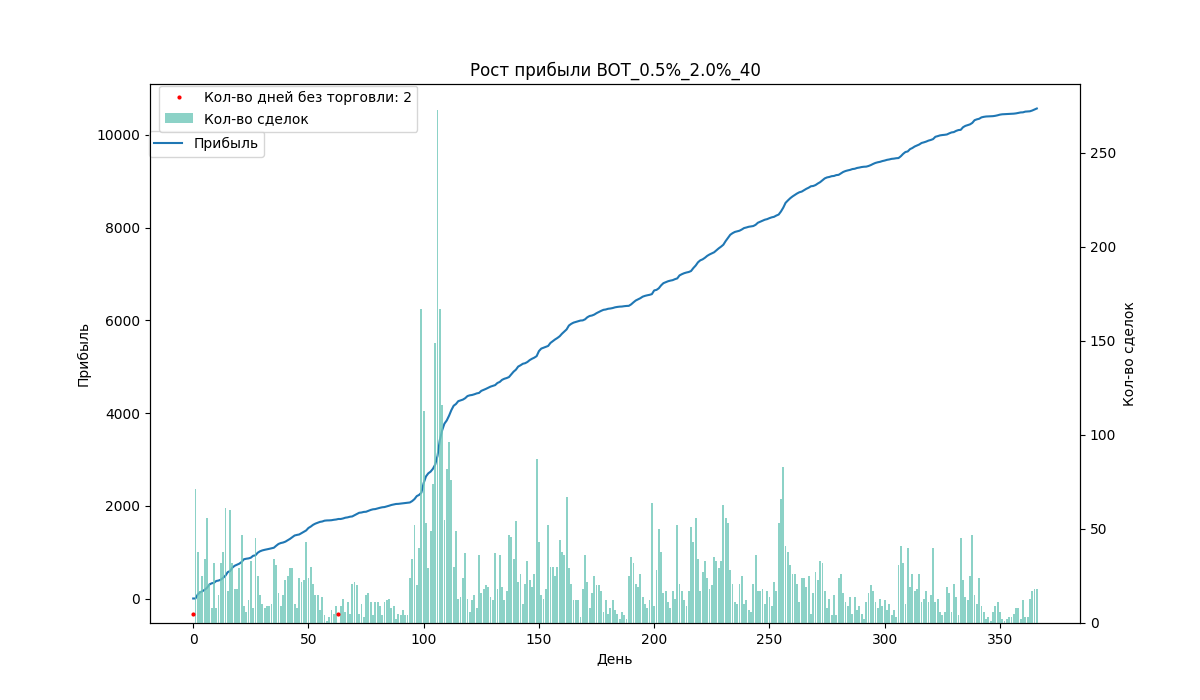 Рост прибыли BOT_0.5%_2.0%_40
Кол-во дней без торговли: 2
Кол-во сделок
Прибыль
10000
8000
6000
4000
2000
0
Прибыль
250
200
150
100
50
0
Кол-во сделок
0
50
100
150
200
250
300
350
День